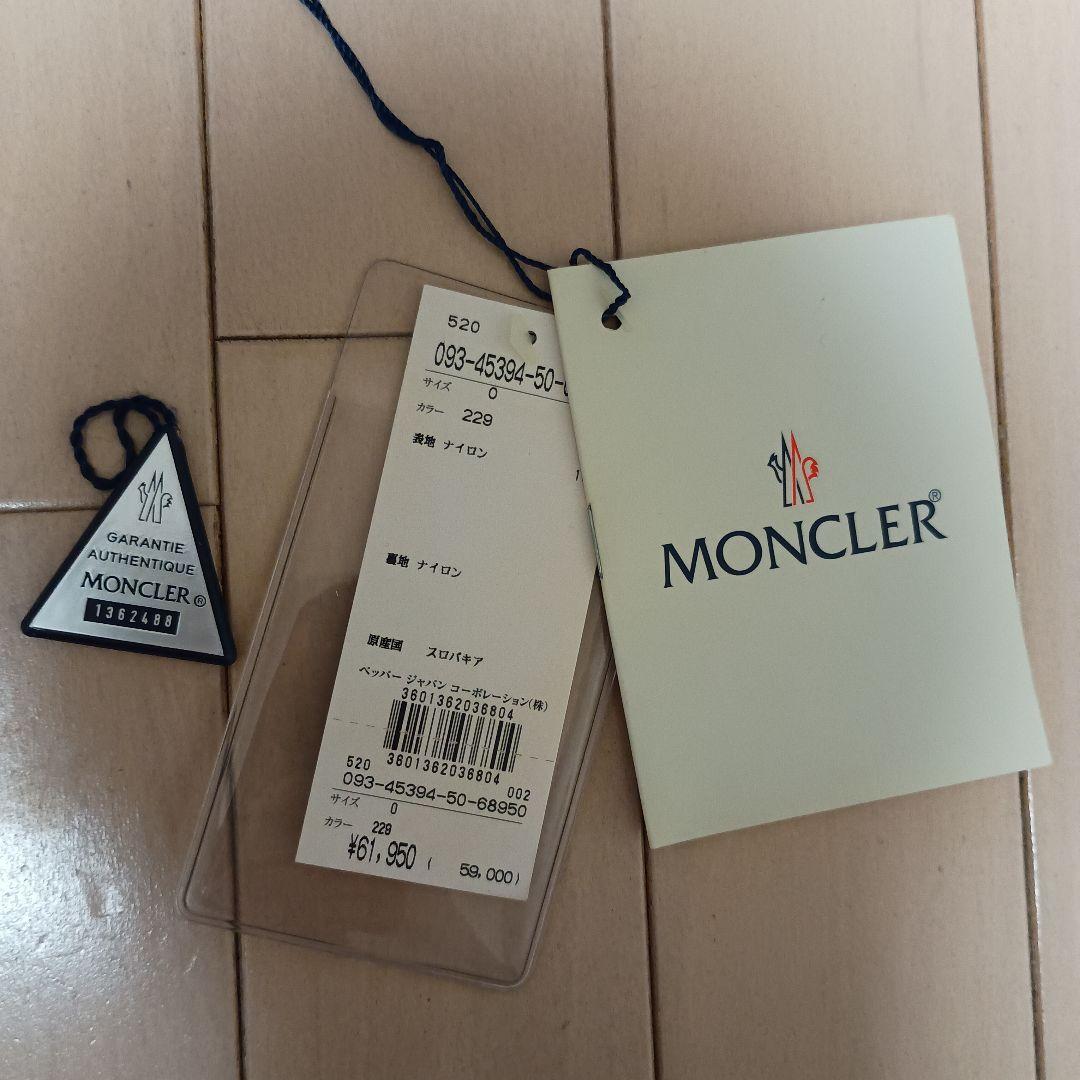 GARANTIE
AUTHENTIQUE
MONCLER®
1362488
520
093-45394-50-
サイズ 0
カラー 229
表地 ナイロン
裏地 ナイロン
原産国 スロバキア
ペッパー ジャパン コーポレーション(株)
3601362036804
3601362036804
520 002
093-45394-50-68950
サイズ 0
カラー 229
¥61,950 ( 59,000)
MONCLER®